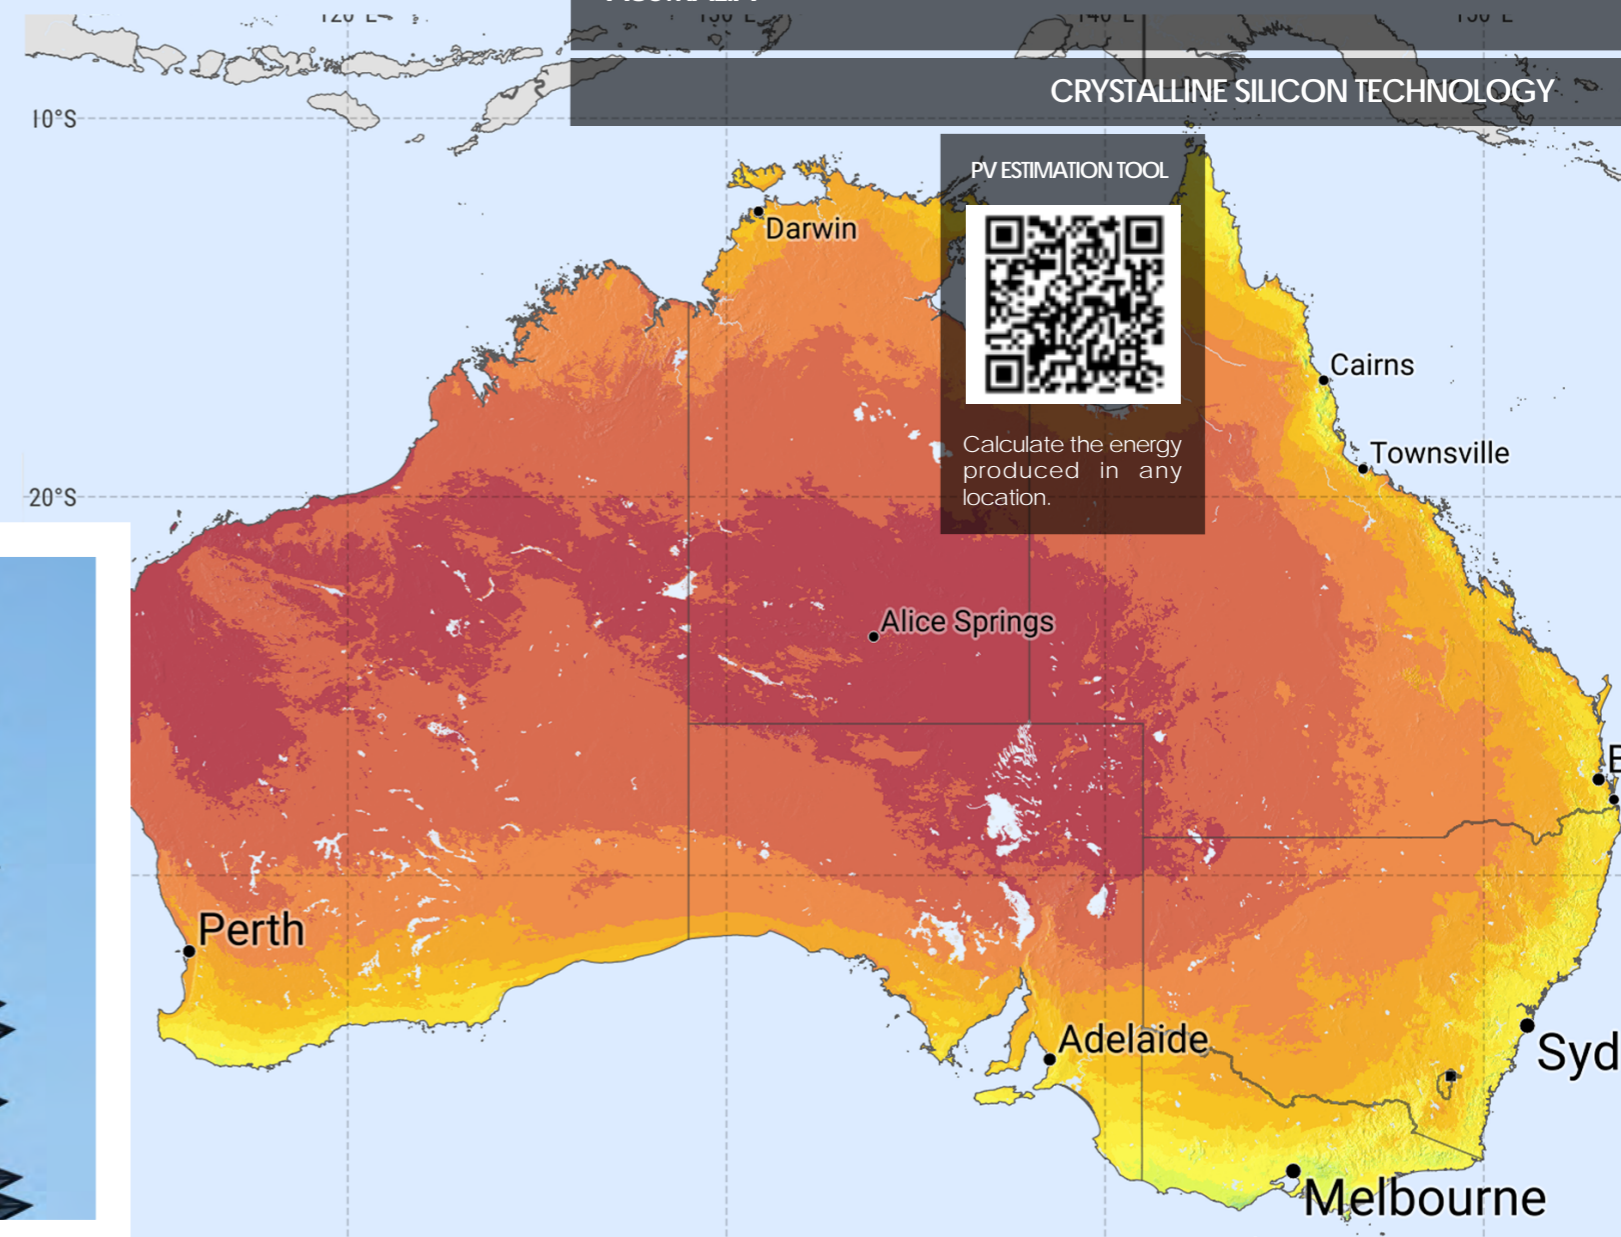 CRYSTALLINE SILICON TECHNOLOGY
10°S
PV ESTIMATION TOOL
Darwin
Cairns
Calculate the energy
produced in any
location.
Townsville
20°S
Alice Springs
Perth
Adelaide
Syd
Melbourne